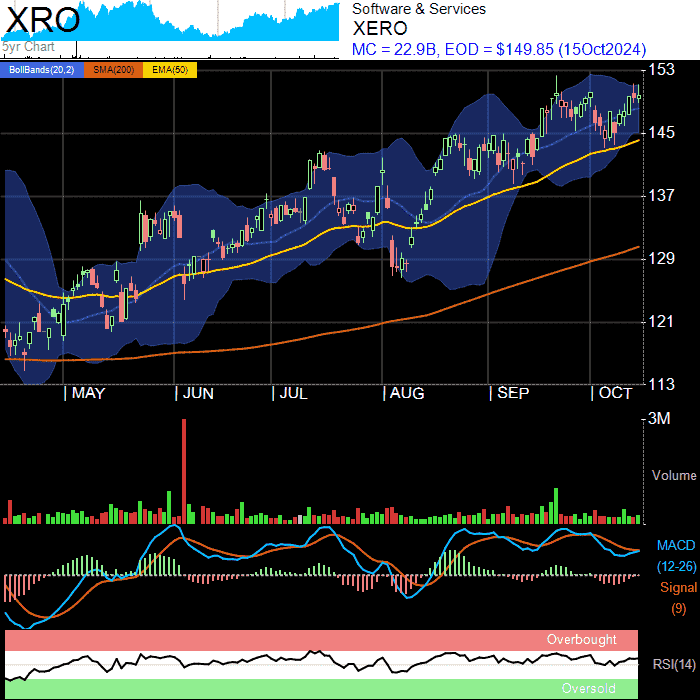 XRO
5yr Chart
Software & Services
XERO
MC = 22.9B, EOD = $149.85 (15Oct2024)
BollBands(20,2) SMA(200) EMA(50)
153
145
137
129
121
113
| MAY | JUN | JUL | AUG | SEP | OCT
3M
Volume
MACD
(12-26)
Signal
(9)
Overbought
RSI(14)
Oversold